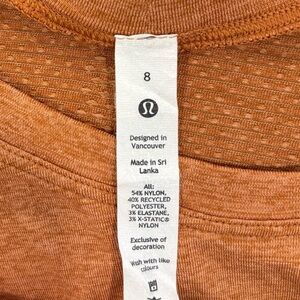 8
Designed in
Vancouver
Made in Sri
Lanka
All:
54% NYLON,
40% RECYCLED
POLYESTER,
3% ELASTANE,
3% X-STATIC®
NYLON
Exclusive of
decoration
Wash with like
colours